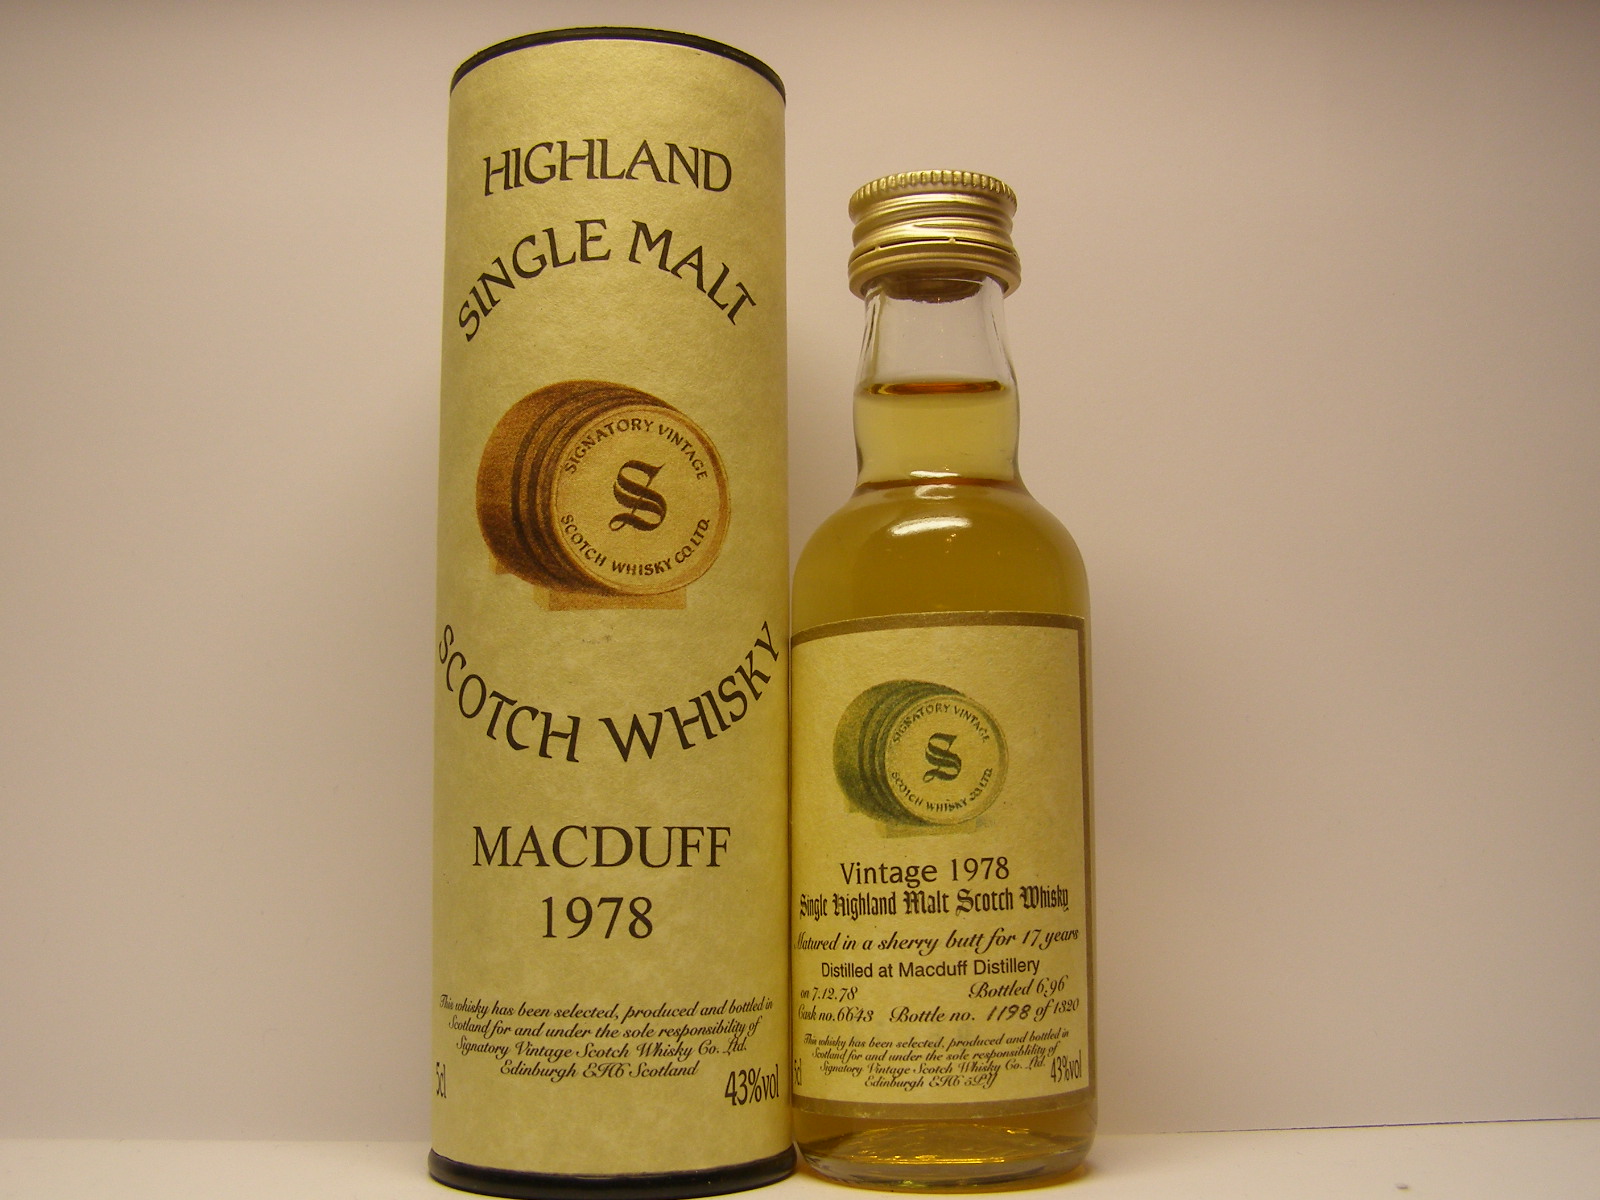 HIGHLAND
SINGLE MALT
SIGNATORY VINTAGE
S
SCOTCH WHISKY CO. LTD.
SCOTCH WHISKY
MACDUFF
1978
This whisky has been selected, produced and bottled in
Scotland for and under the sole responsibility of
Signatory Vintage Scotch Whisky Co. Ltd.
Edinburgh EH6 Scotland
5cl
43%vol
SIGNATORY VINTAGE
S
SCOTCH WHISKY CO. LTD.
Vintage 1978
Single Highland Malt Scotch Whisky
Matured in a sherry butt for 17 years
Distilled at Macduff Distillery
on 7.12.78 Bottled 6.96
Cask no. 6643 Bottle no. 1198 of 1320
This whisky has been selected, produced and bottled in
Scotland for and under the sole responsiblility of
Signatory Vintage Scotch Whisky Co. Ltd.
Edinburgh EH6 5PY
5cl
43%vol